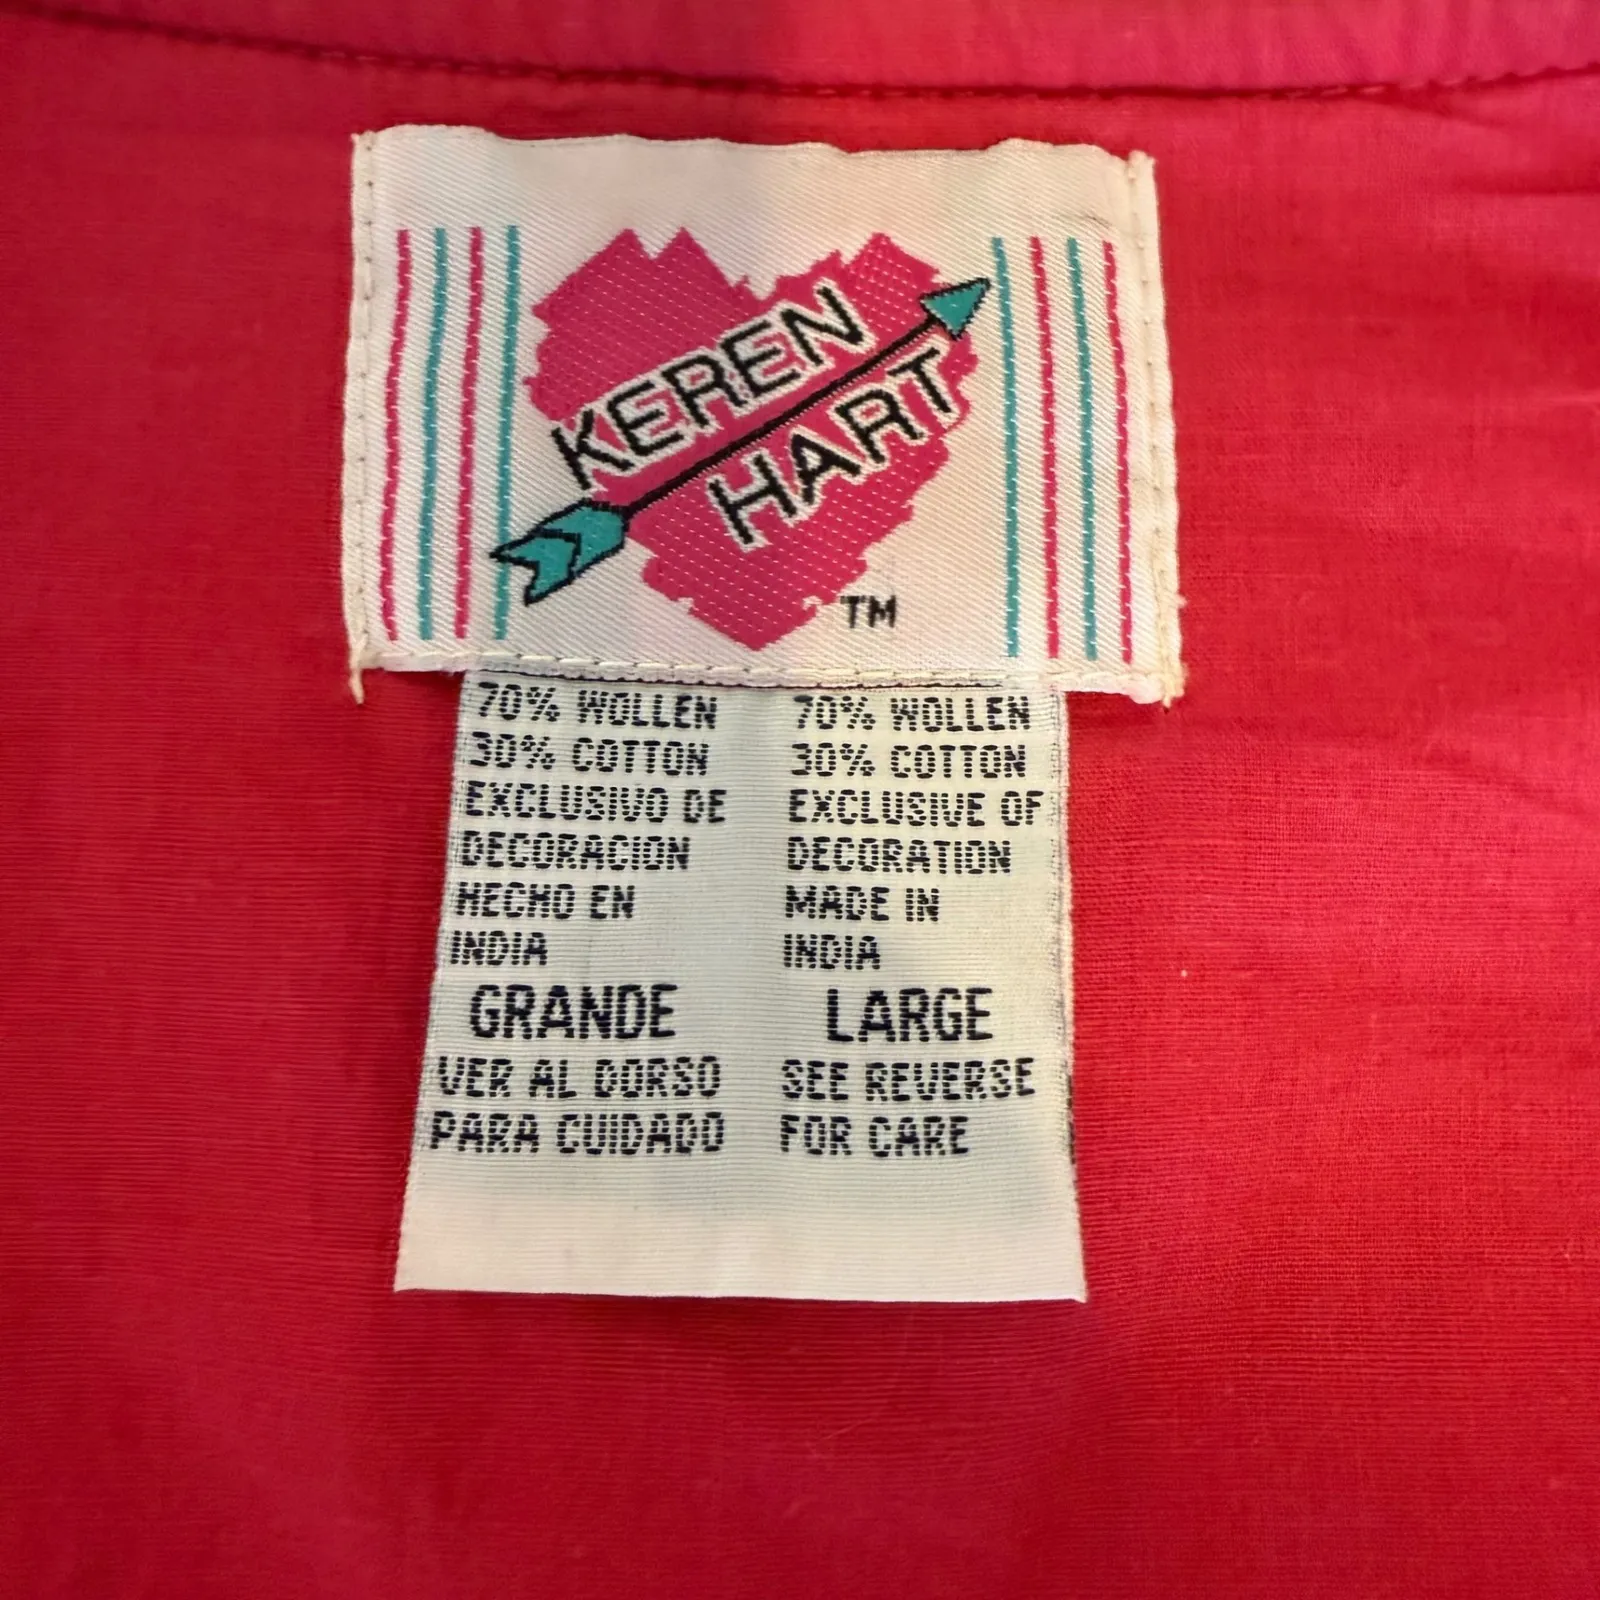 KEREN
HART
TM
70% WOLLEN
30% COTTON
EXCLUSIVO DE
DECORACION
HECHO EN
INDIA
GRANDE
VER AL DORSO
PARA CUIDADO
70% WOLLEN
30% COTTON
EXCLUSIVE OF
DECORATION
MADE IN
INDIA
LARGE
SEE REVERSE
FOR CARE